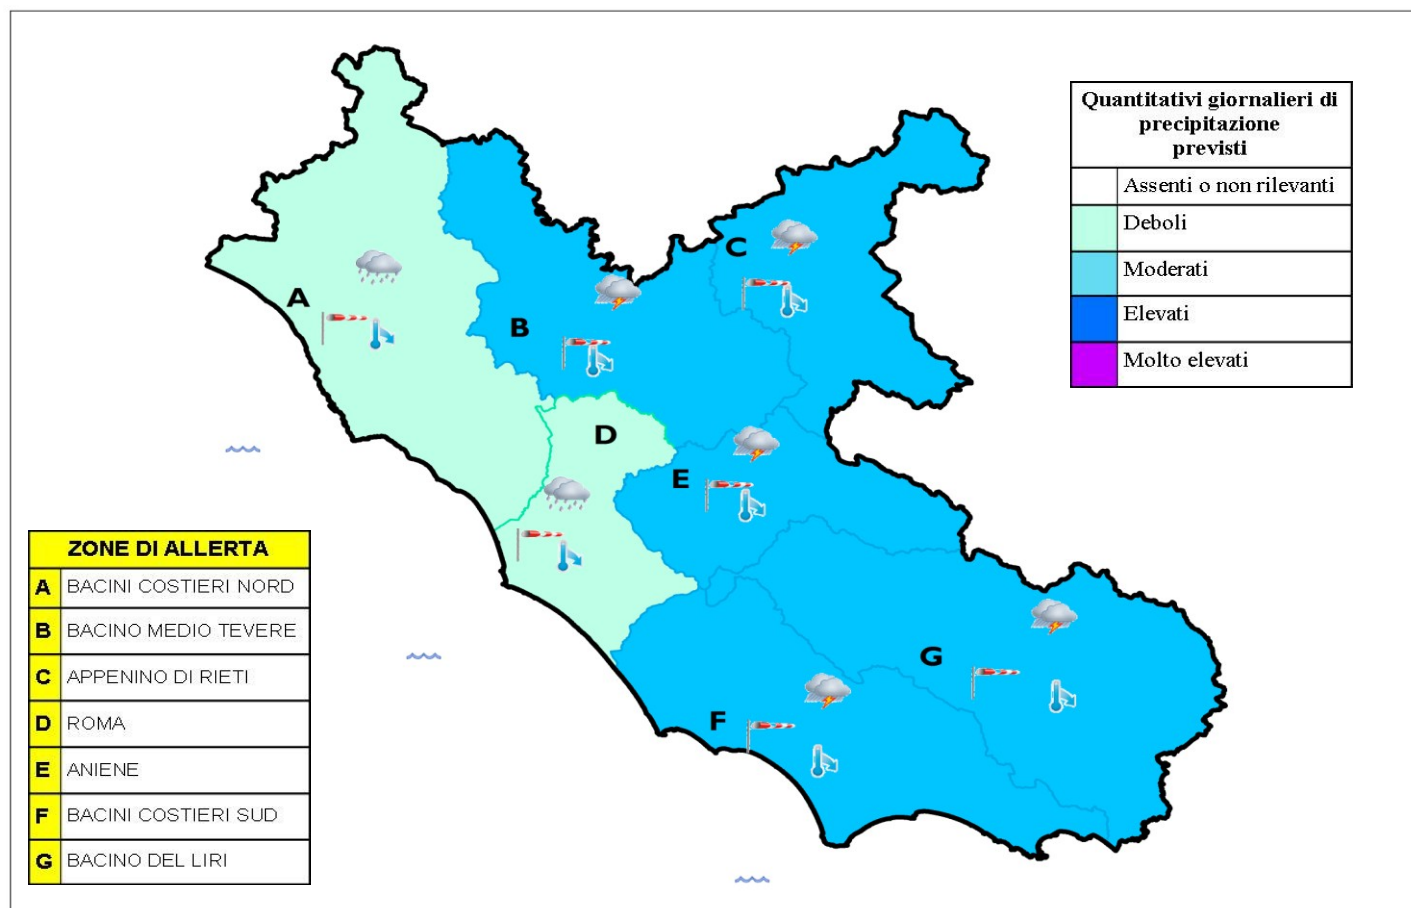 Quantitativi giornalieri di
precipitazione
previsti
Assenti o non rilevanti
Deboli
Moderati
Elevati
Molto elevati
C
A
B
D
E
G
F
ZONE DI ALLERTA
A BACINI COSTIERI NORD
B BACINO MEDIO TEVERE
C APPENINO DI RIETI
D ROMA
E ANIENE
F BACINI COSTIERI SUD
G BACINO DEL LIRI